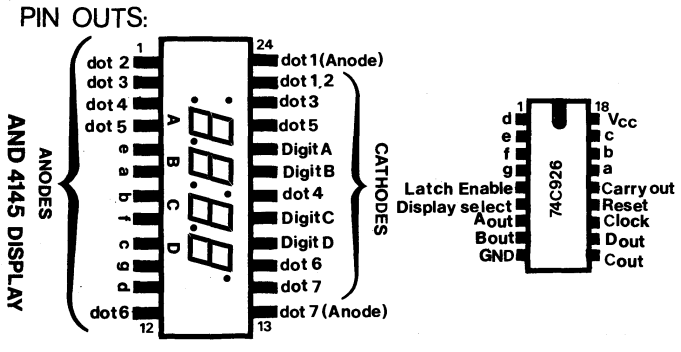 PIN OUTS:
AND 4145 DISPLAY
ANODES
1
dot 2
dot 3
dot 4
dot 5
e
a
b
f
c
g
d
dot6
12
A
B
C
D
24
dot 1 (Anode)
dot 1,2
dot 3
dot 5
Digit A
Digit B
dot 4
Digit C
Digit D
dot 6
dot 7
dot 7 (Anode)
13
CATHODES
1
d
e
f
g
Latch Enable
Display select
Aout
Bout
GND
74C926
18
Vcc
c
b
a
Carry out
Reset
Clock
Dout
Cout